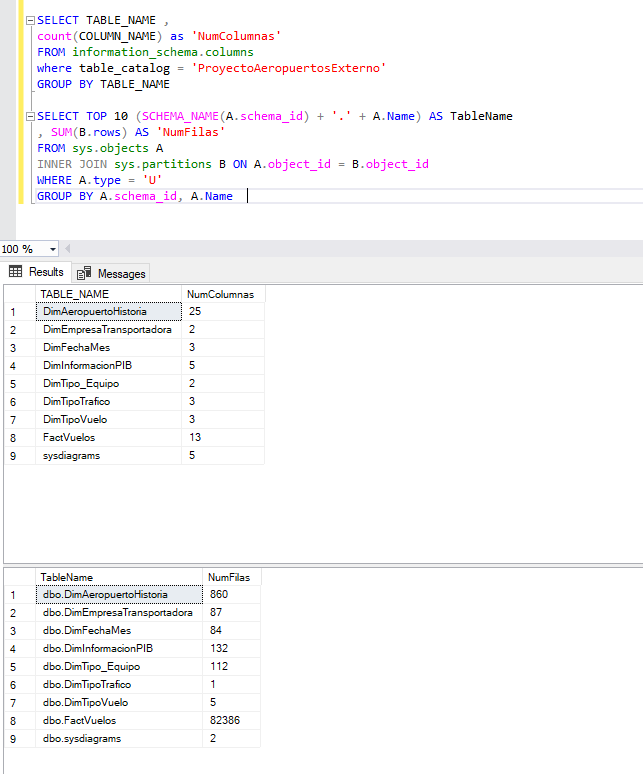 SELECT TABLE_NAME ,
count(COLUMN_NAME) as 'NumColumnas'
FROM information_schema.columns
where table_catalog = 'ProyectoAeropuertosExterno'
GROUP BY TABLE_NAME
SELECT TOP 10 (SCHEMA_NAME(A.schema_id) + '.' + A.Name) AS TableName
, SUM(B.rows) AS 'NumFilas'
FROM sys.objects A
INNER JOIN sys.partitions B ON A.object_id = B.object_id
WHERE A.type = 'U'
GROUP BY A.schema_id, A.Name
100 %
Results Messages
TABLE_NAME NumColumnas
1 DimAeropuertoHistoria 25
2 DimEmpresaTransportadora 2
3 DimFechaMes 3
4 DimInformacionPIB 5
5 DimTipo_Equipo 2
6 DimTipoTrafico 3
7 DimTipoVuelo 3
8 FactVuelos 13
9 sysdiagrams 5
TableName NumFilas
1 dbo.DimAeropuertoHistoria 860
2 dbo.DimEmpresaTransportadora 87
3 dbo.DimFechaMes 84
4 dbo.DimInformacionPIB 132
5 dbo.DimTipo_Equipo 112
6 dbo.DimTipoTrafico 1
7 dbo.DimTipoVuelo 5
8 dbo.FactVuelos 82386
9 dbo.sysdiagrams 2